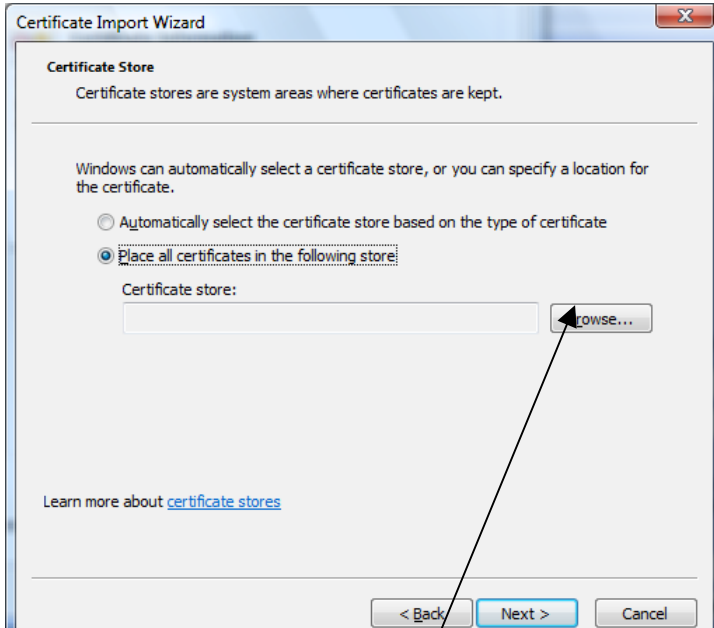 Certificate Import Wizard
Certificate Store
Certificate stores are system areas where certificates are kept.
Windows can automatically select a certificate store, or you can specify a location for
the certificate.
Automatically select the certificate store based on the type of certificate
Place all certificates in the following store
Certificate store:
Browse...
Learn more about certificate stores
< Back
Next >
Cancel